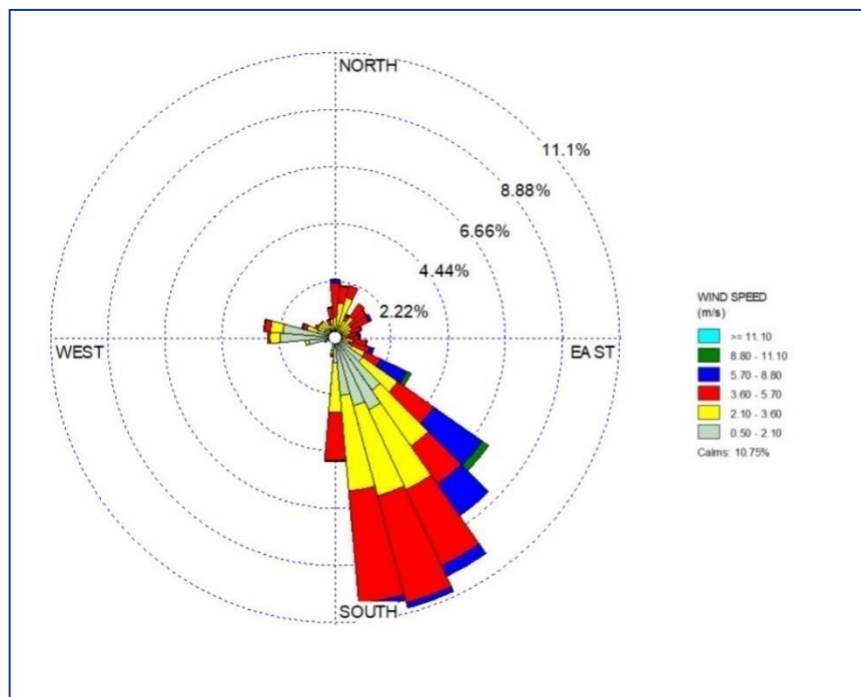 NORTH
11.1%
8.88%
6.66%
4.44%
2.22%
WEST
EAST
SOUTH
WIND SPEED
(m/s)
>= 11.10
8.80 - 11.10
5.70 - 8.80
3.60 - 5.70
2.10 - 3.60
0.50 - 2.10
Calms: 10.75%